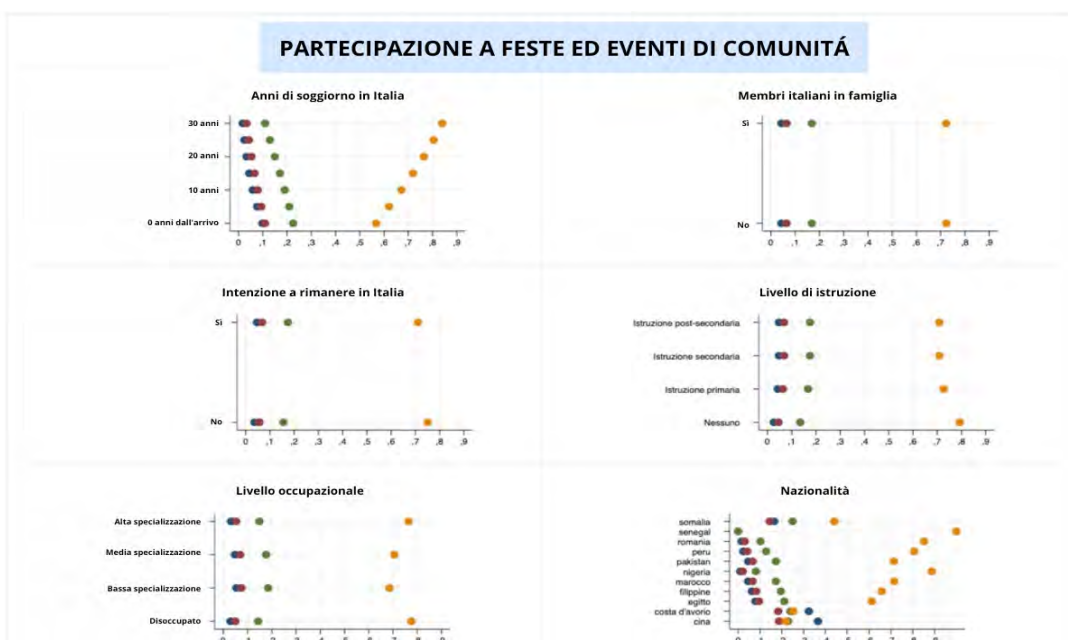 PARTECIPAZIONE A FESTE ED EVENTI DI COMUNITÁ
Anni di soggiorno in Italia
30 anni
20 anni
10 anni
0 anni dall'arrivo
0 ,1 ,2 ,3 ,4 ,5 ,6 ,7 ,8 ,9
Membri italiani in famiglia
Sì
No
0 ,1 ,2 ,3 ,4 ,5 ,6 ,7 ,8 ,9
Intenzione a rimanere in Italia
Sì
No
0 ,1 ,2 ,3 ,4 ,5 ,6 ,7 ,8 ,9
Livello di istruzione
Istruzione post-secondaria
Istruzione secondaria
Istruzione primaria
Nessuno
0 ,1 ,2 ,3 ,4 ,5 ,6 ,7 ,8 ,9
Livello occupazionale
Alta specializzazione
Media specializzazione
Bassa specializzazione
Disoccupato
Nazionalità
somalia
senegal
romania
peru
pakistan
nigeria
marocco
filippine
egitto
costa d'avorio
cina